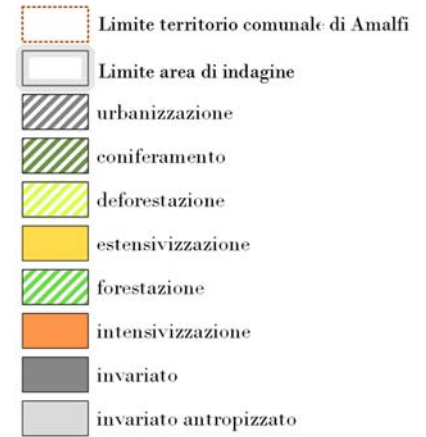 Limite territorio comunale di Amalfi
Limite area di indagine
urbanizzazione
coniferamento
deforestazione
estensivizzazione
forestazione
intensivizzazione
invariato
invariato antropizzato